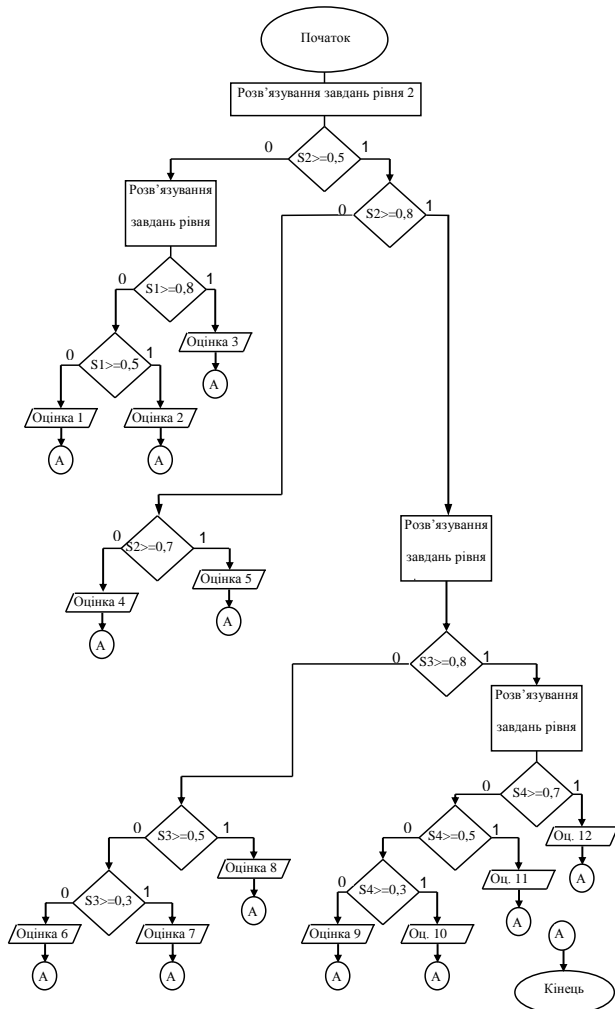 Початок
Розв’язування завдань рівня 2
0
S2>=0,5
1
Розв’язування
завдань рівня
0
S2>=0,8
1
0
S1>=0,8
1
Оцінка 3
А
0
S1>=0,5
1
Оцінка 1
Оцінка 2
А
А
0
S2>=0,7
1
Оцінка 4
Оцінка 5
А
А
Розв’язування
завдань рівня
0
S3>=0,8
1
Розв’язування
завдань рівня
0
S4>=0,7
1
Оц. 12
А
0
S3>=0,5
1
Оцінка 8
А
0
S4>=0,5
1
Оц. 11
А
0
S3>=0,3
1
Оцінка 6
Оцінка 7
А
А
0
S4>=0,3
1
Оцінка 9
Оц. 10
А
А
А
Кінець